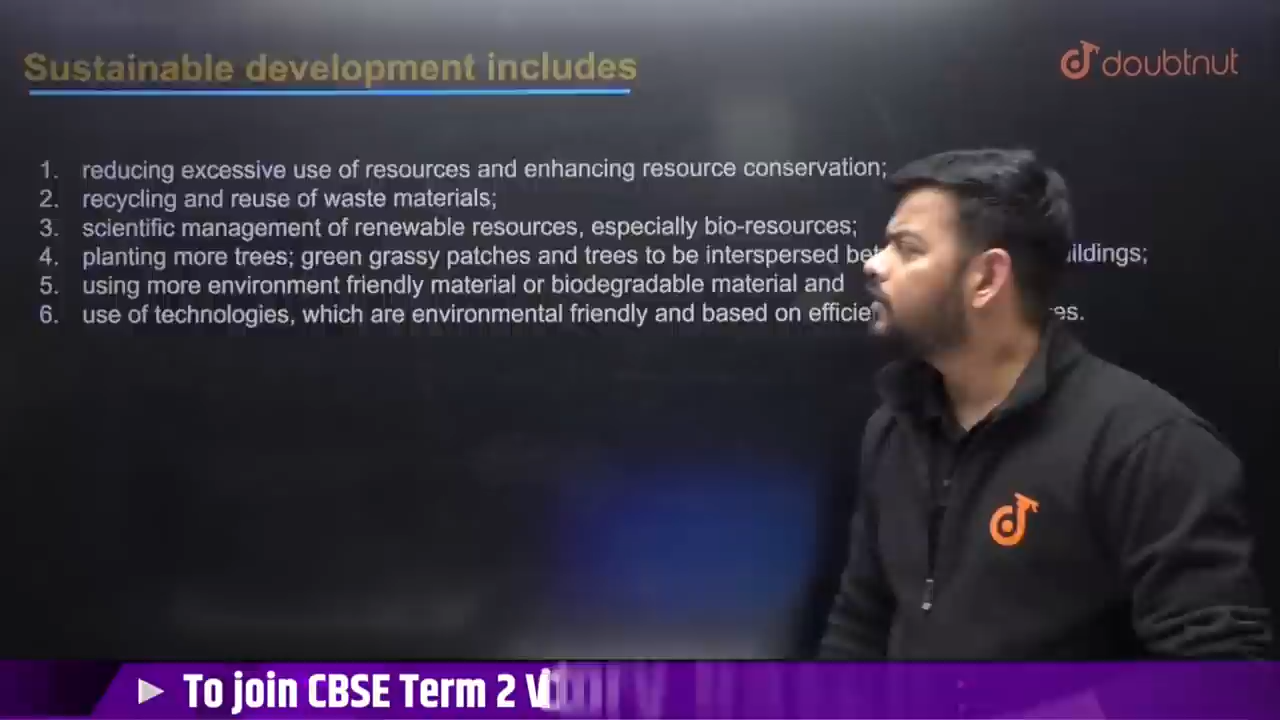 Sustainable development includes
doubtnut
1. reducing excessive use of resources and enhancing resource conservation;
2. recycling and reuse of waste materials;
3. scientific management of renewable resources, especially bio-resources;
4. planting more trees; green grassy patches and trees to be interspersed
5. using more environment friendly material or biodegradable material and
6. use of technologies, which are environmental friendly and based on
To join CBSE Term 2